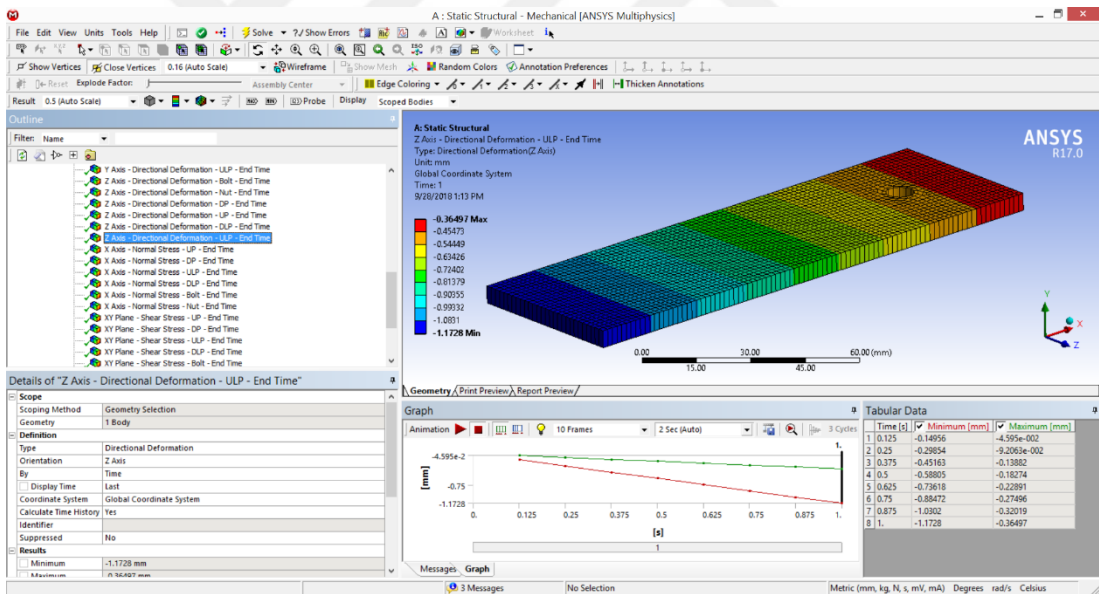 A : Static Structural - Mechanical [ANSYS Multiphysics]
File Edit View Units Tools Help Solve ?/ Show Errors Worksheet
Show Vertices Close Vertices 0.16 (Auto Scale) Wireframe Show Mesh Random Colors Annotation Preferences
Reset Explode Factor: Assembly Center Edge Coloring Thicken Annotations
Result 0.5 (Auto Scale) Probe Display Scoped Bodies
Outline
Filter: Name
Y Axis - Directional Deformation - ULP - End Time
Z Axis - Directional Deformation - Bolt - End Time
Z Axis - Directional Deformation - Nut - End Time
Z Axis - Directional Deformation - DP - End Time
Z Axis - Directional Deformation - UP - End Time
Z Axis - Directional Deformation - DLP - End Time
Z Axis - Directional Deformation - ULP - End Time
X Axis - Normal Stress - UP - End Time
X Axis - Normal Stress - DP - End Time
X Axis - Normal Stress - ULP - End Time
X Axis - Normal Stress - DLP - End Time
X Axis - Normal Stress - Bolt - End Time
X Axis - Normal Stress - Nut - End Time
XY Plane - Shear Stress - UP - End Time
XY Plane - Shear Stress - DP - End Time
XY Plane - Shear Stress - ULP - End Time
XY Plane - Shear Stress - DLP - End Time
XY Plane - Shear Stress - Bolt - End Time
A: Static Structural
Z Axis - Directional Deformation - ULP - End Time
Type: Directional Deformation(Z Axis)
Unit: mm
Global Coordinate System
Time: 1
9/28/2018 1:13 PM
-0.36497 Max
-0.45473
-0.54449
-0.63426
-0.72402
-0.81379
-0.90355
-0.99332
-1.0831
-1.1728 Min
ANSYS
R17.0
Y
X
Z
0.00 30.00 60.00 (mm)
15.00 45.00
Geometry Print Preview Report Preview
Details of "Z Axis - Directional Deformation - ULP - End Time"
Scope
Scoping Method Geometry Selection
Geometry 1 Body
Definition
Type Directional Deformation
Orientation Z Axis
By Time
Display Time Last
Coordinate System Global Coordinate System
Calculate Time History Yes
Identifier
Suppressed No
Results
Minimum -1.1728 mm
Maximum -0.36497 mm
Graph
Animation 10 Frames 2 Sec (Auto) 3 Cycles
1.
-4.595e-2
-0.75
-1.1728
[mm]
0. 0.125 0.25 0.375 0.5 0.625 0.75 0.875 1.
[s]
1
Messages Graph
Tabular Data
Time [s] Minimum [mm] Maximum [mm]
1 0.125 -0.14956 -4.595e-002
2 0.25 -0.29854 -9.2063e-002
3 0.375 -0.45163 -0.13882
4 0.5 -0.58805 -0.18274
5 0.625 -0.73618 -0.22891
6 0.75 -0.88472 -0.27496
7 0.875 -1.0302 -0.32019
8 1. -1.1728 -0.36497
3 Messages No Selection Metric (mm, kg, N, s, mV, mA) Degrees rad/s Celsius